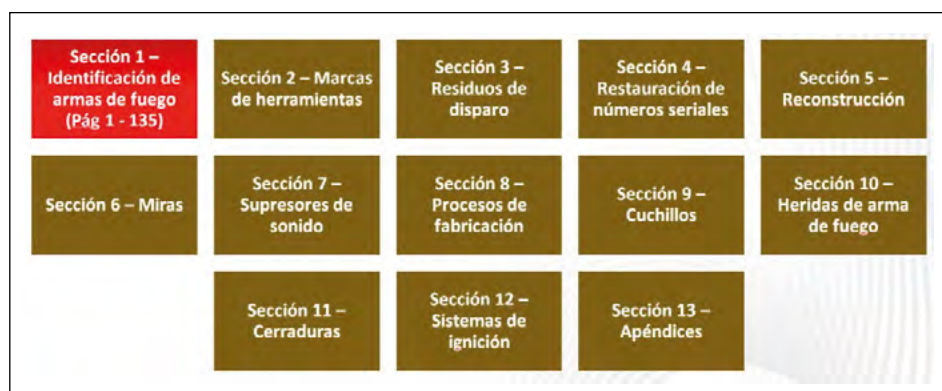 Sección 1 –
Identificación de
armas de fuego
(Pág 1 - 135)
Sección 2 – Marcas
de herramientas
Sección 3 –
Residuos de
disparo
Sección 4 –
Restauración de
números seriales
Sección 5 –
Reconstrucción
Sección 6 – Miras
Sección 7 –
Supresores de
sonido
Sección 8 –
Procesos de
fabricación
Sección 9 –
Cuchillos
Sección 10 –
Heridas de arma
de fuego
Sección 11 –
Cerraduras
Sección 12 –
Sistemas de
ignición
Sección 13 –
Apéndices